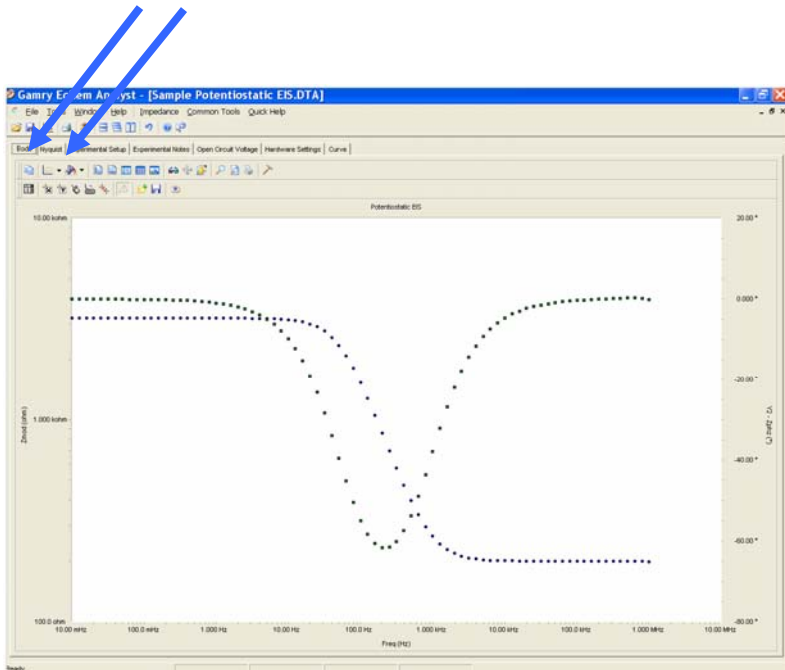 Gamry Echem Analyst - [Sample Potentiostatic EIS.DTA]
File Tools Window Help Impedance Common Tools Quick Help
Bode Nyquist Experimental Setup Experimental Notes Open Circuit Voltage Hardware Settings Curve
Potentiostatic EIS
10.00 kohm
1.000 kohm
100.0 ohm
Zmod (ohm)
20.00 °
0.000 °
-20.00 °
-40.00 °
-60.00 °
-80.00 °
Y2 - Zphz (°)
10.00 mHz 100.0 mHz 1.000 Hz 10.00 Hz 100.0 Hz 1.000 kHz 10.00 kHz 100.0 kHz 1.000 MHz 10.00 MHz
Freq (Hz)
Ready